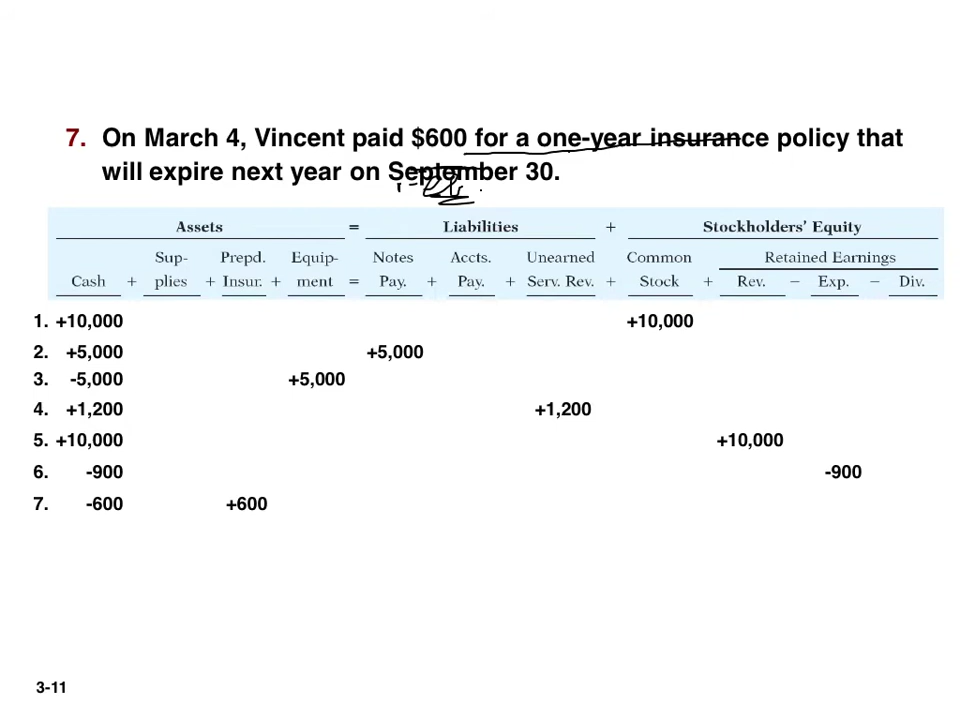 7. On March 4, Vincent paid $600 for a one-year insurance policy that
will expire next year on September 30.
Assets = Liabilities + Stockholders' Equity
Sup- Prepd. Equip- Notes Accts. Unearned Common Retained Earnings
Cash + plies + Insur. + ment = Pay. + Pay. + Serv. Rev. + Stock + Rev. − Exp. − Div.
1. +10,000 +10,000
2. +5,000 +5,000
3. -5,000 +5,000
4. +1,200 +1,200
5. +10,000 +10,000
6. -900 -900
7. -600 +600
3-11